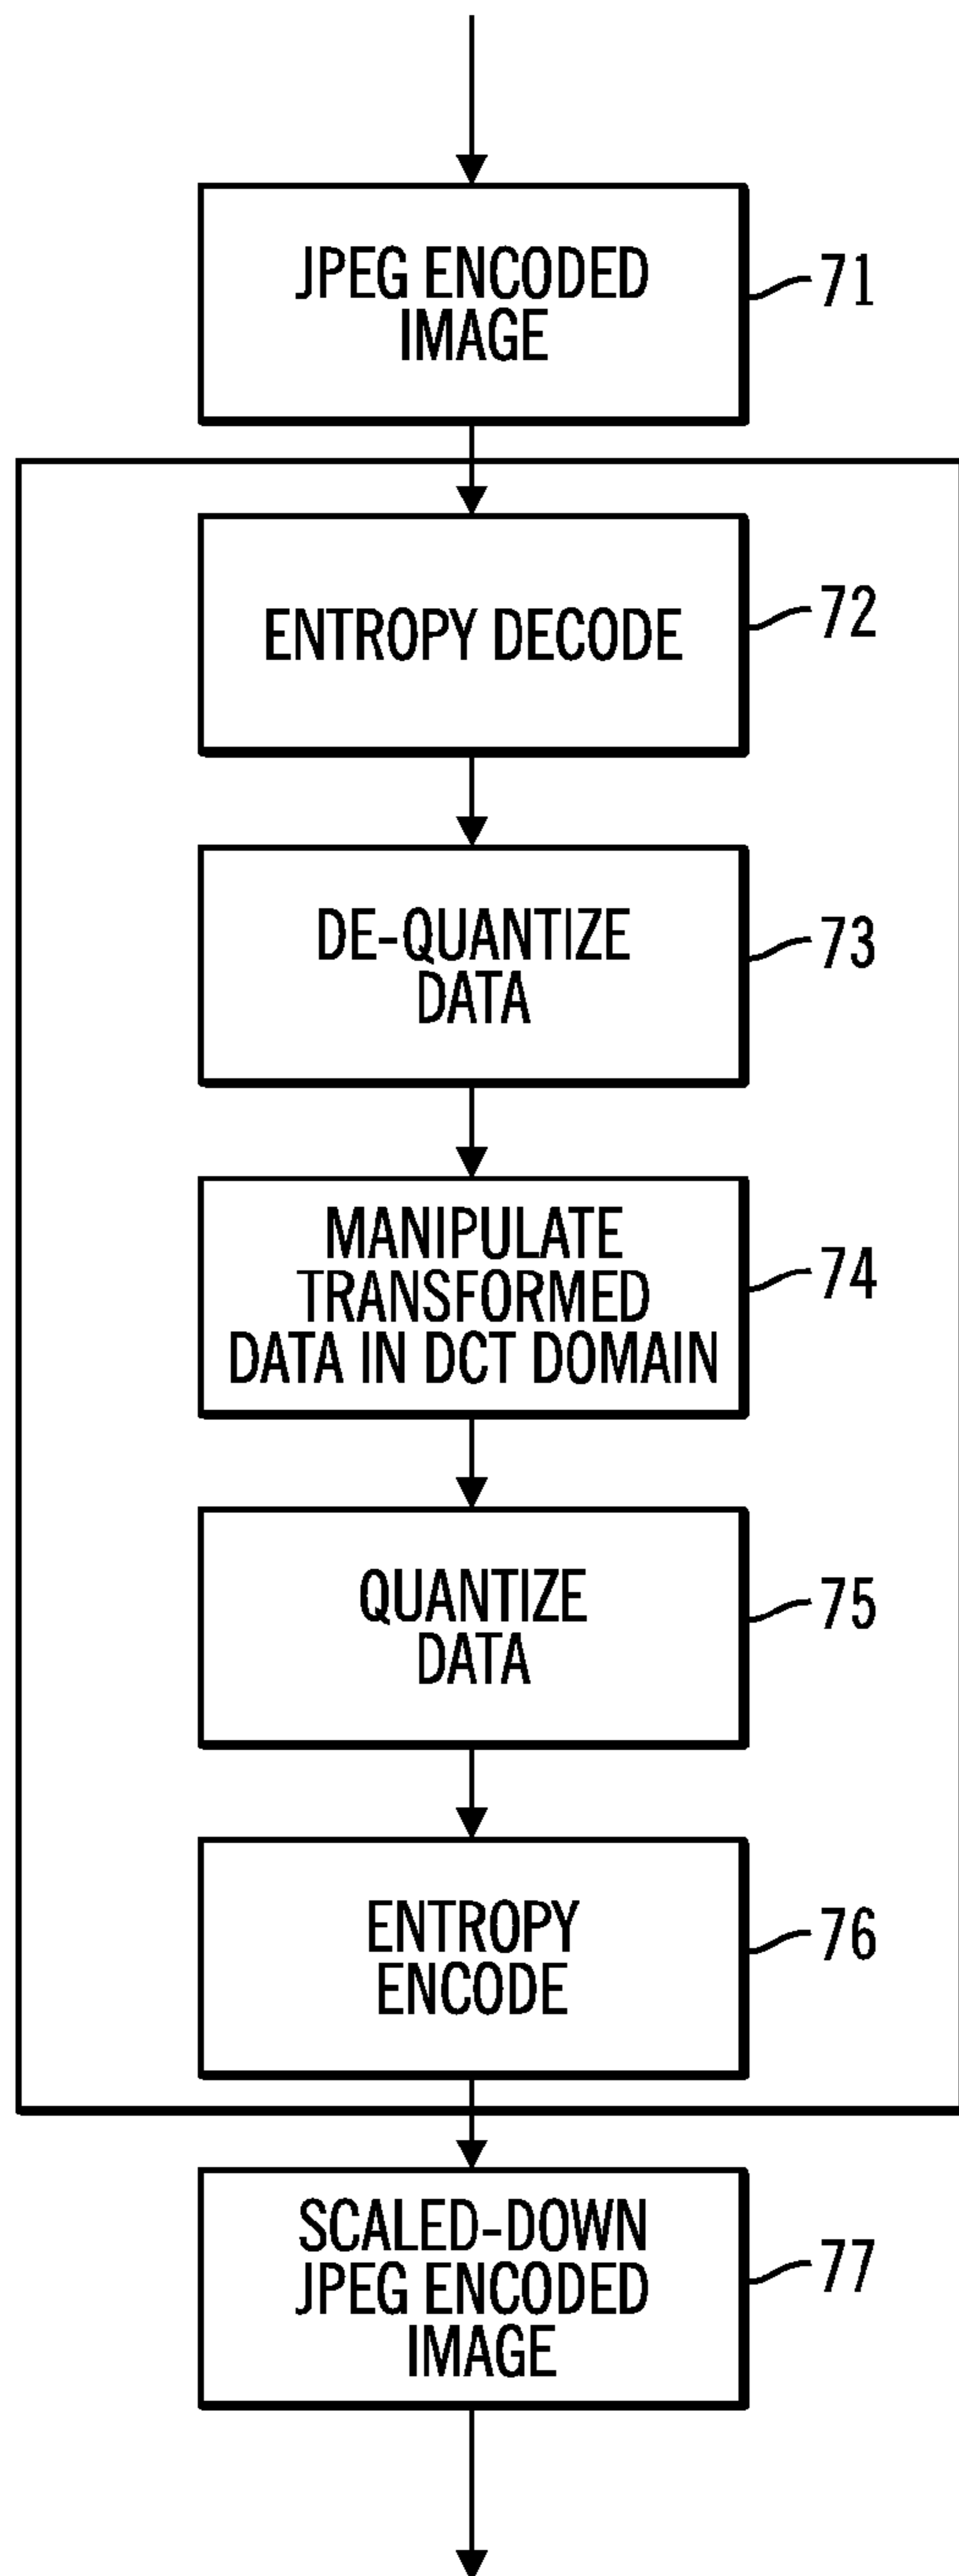 JPEG ENCODED
IMAGE
71
ENTROPY DECODE
72
DE-QUANTIZE
DATA
73
MANIPULATE
TRANSFORMED
DATA IN DCT DOMAIN
74
QUANTIZE
DATA
75
ENTROPY
ENCODE
76
SCALED-DOWN
JPEG ENCODED
IMAGE
77